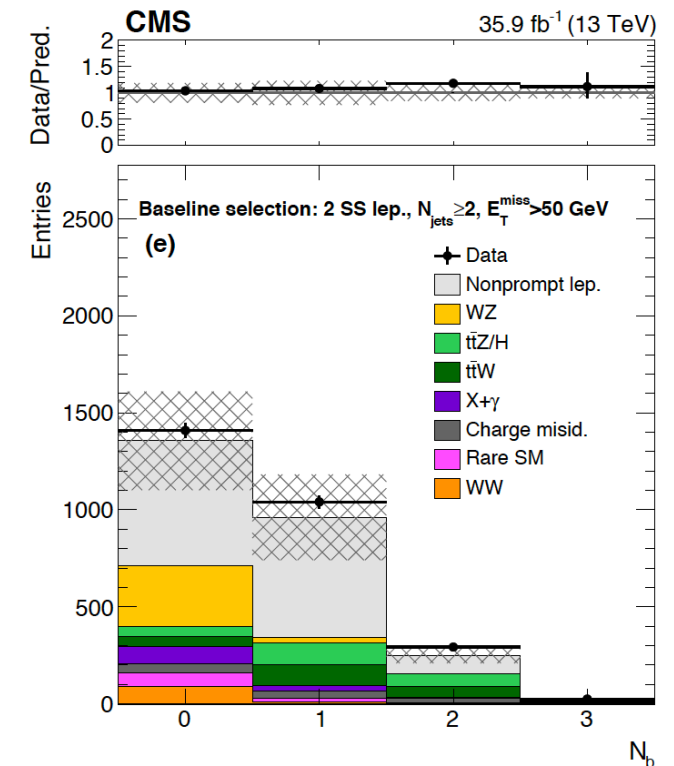 CMS 35.9 fb⁻¹ (13 TeV)
Data/Pred.
2
1.5
1
0.5
0
Entries
2500
2000
1500
1000
500
0
Baseline selection: 2 SS lep., N_jets≥2, E_T^miss>50 GeV
(e)
Data
Nonprompt lep.
WZ
tt̄Z/H
tt̄W
X+γ
Charge misid.
Rare SM
WW
0 1 2 3
N_b